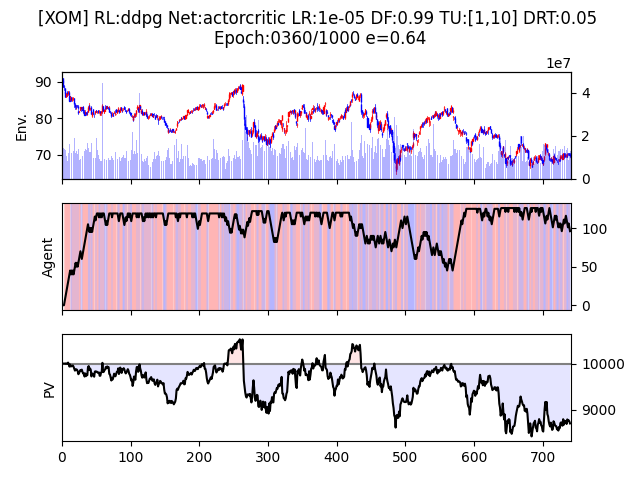 [XOM] RL:ddpg Net:actorcritic LR:1e-05 DF:0.99 TU:[1,10] DRT:0.05
Epoch:0360/1000 e=0.64
1e7
Env.
90
80
70
4
2
0
Agent
100
50
0
PV
10000
9000
0 100 200 300 400 500 600 700